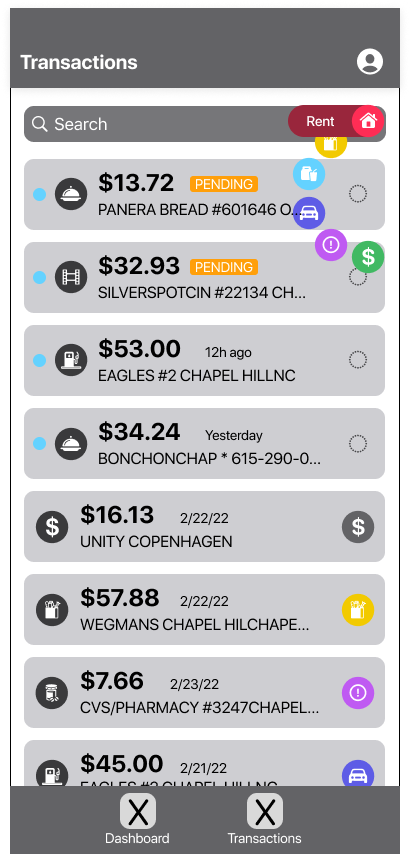 Transactions
Search
Rent
$13.72 PENDING
PANERA BREAD #601646 O...
$32.93 PENDING
SILVERSPOTCIN #22134 CH...
$53.00 12h ago
EAGLES #2 CHAPEL HILLNC
$34.24 Yesterday
BONCHONCHAP * 615-290-0...
$
$16.13 2/22/22
UNITY COPENHAGEN
$
$57.88 2/22/22
WEGMANS CHAPEL HILCHAPE...
$7.66 2/23/22
CVS/PHARMACY #3247CHAPEL...
$45.00 2/21/22
EAGLES #2 CHAPEL HILLNC
X X
Dashboard Transactions